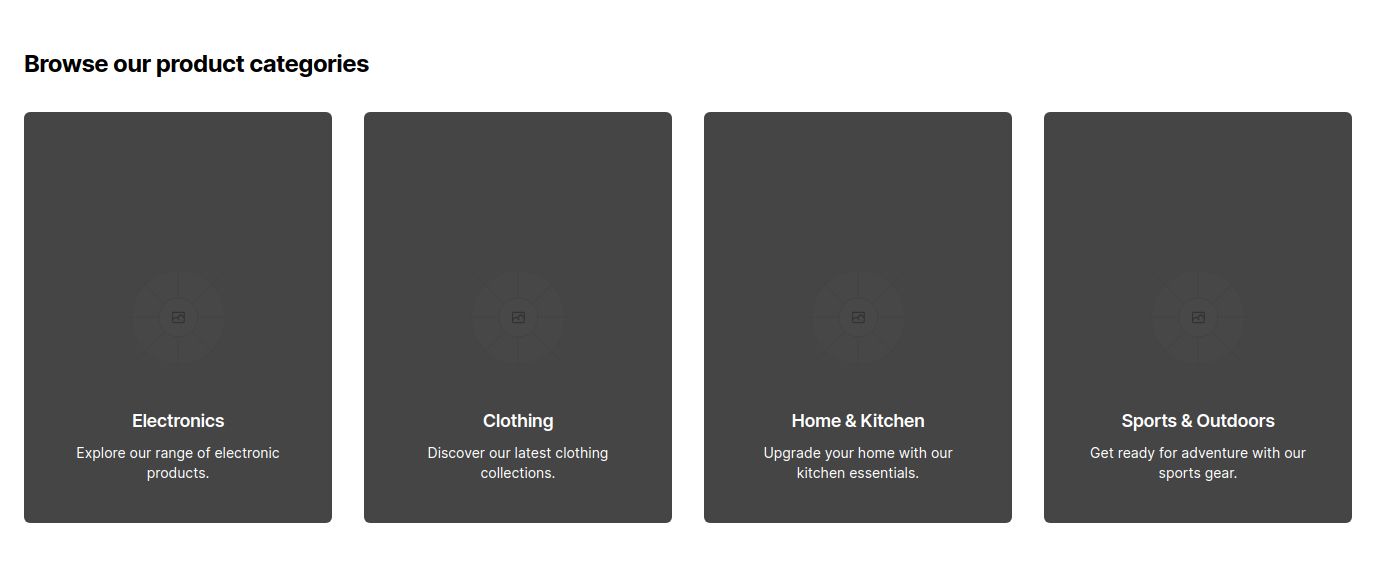 Browse our product categories
Electronics
Explore our range of electronic
products.
Clothing
Discover our latest clothing
collections.
Home & Kitchen
Upgrade your home with our
kitchen essentials.
Sports & Outdoors
Get ready for adventure with our
sports gear.